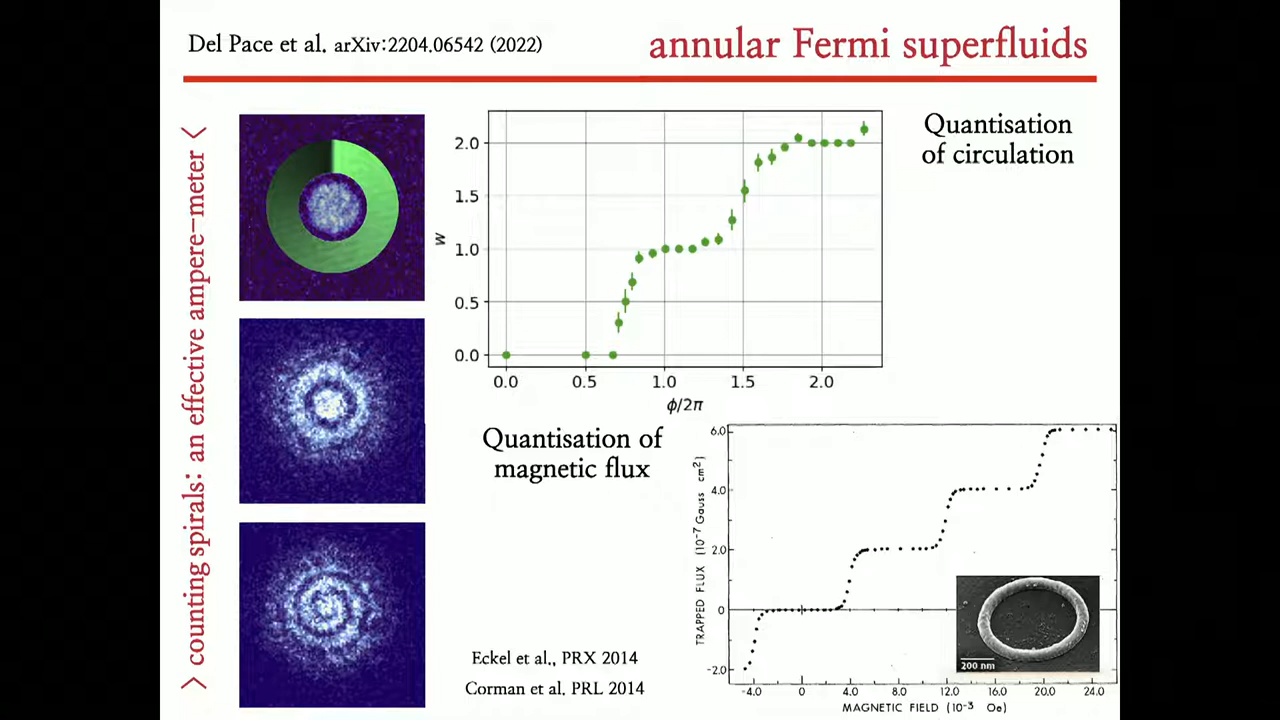 Del Pace et al. arXiv:2204.06542 (2022)
annular Fermi superfluids
> counting spirals: an effective ampere-meter <
2.0
1.5
1.0
0.5
0.0
w
0.0 0.5 1.0 1.5 2.0
ϕ/2π
Quantisation
of circulation
Quantisation of
magnetic flux
6.0
4.0
2.0
0
-2.0
TRAPPED FLUX (10⁻⁷ Gauss cm²)
-4.0 0 4.0 8.0 12.0 16.0 20.0 24.0
MAGNETIC FIELD (10⁻³ Oe)
200 nm
Eckel et al., PRX 2014
Corman et al. PRL 2014